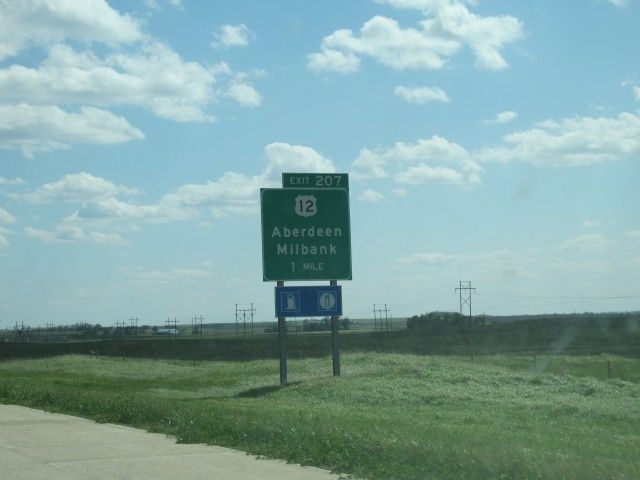 EXIT 207
12
Aberdeen
Milbank
1 MILE